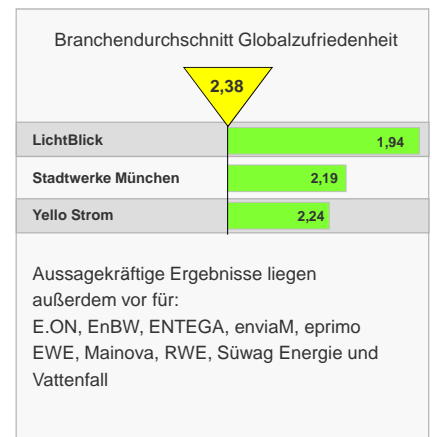 Branchendurchschnitt Globalzufriedenheit
2,38
LichtBlick 1,94
Stadtwerke München 2,19
Yello Strom 2,24
Aussagekräftige Ergebnisse liegen
außerdem vor für:
E.ON, EnBW, ENTEGA, enviaM, eprimo
EWE, Mainova, RWE, Süwag Energie und
Vattenfall